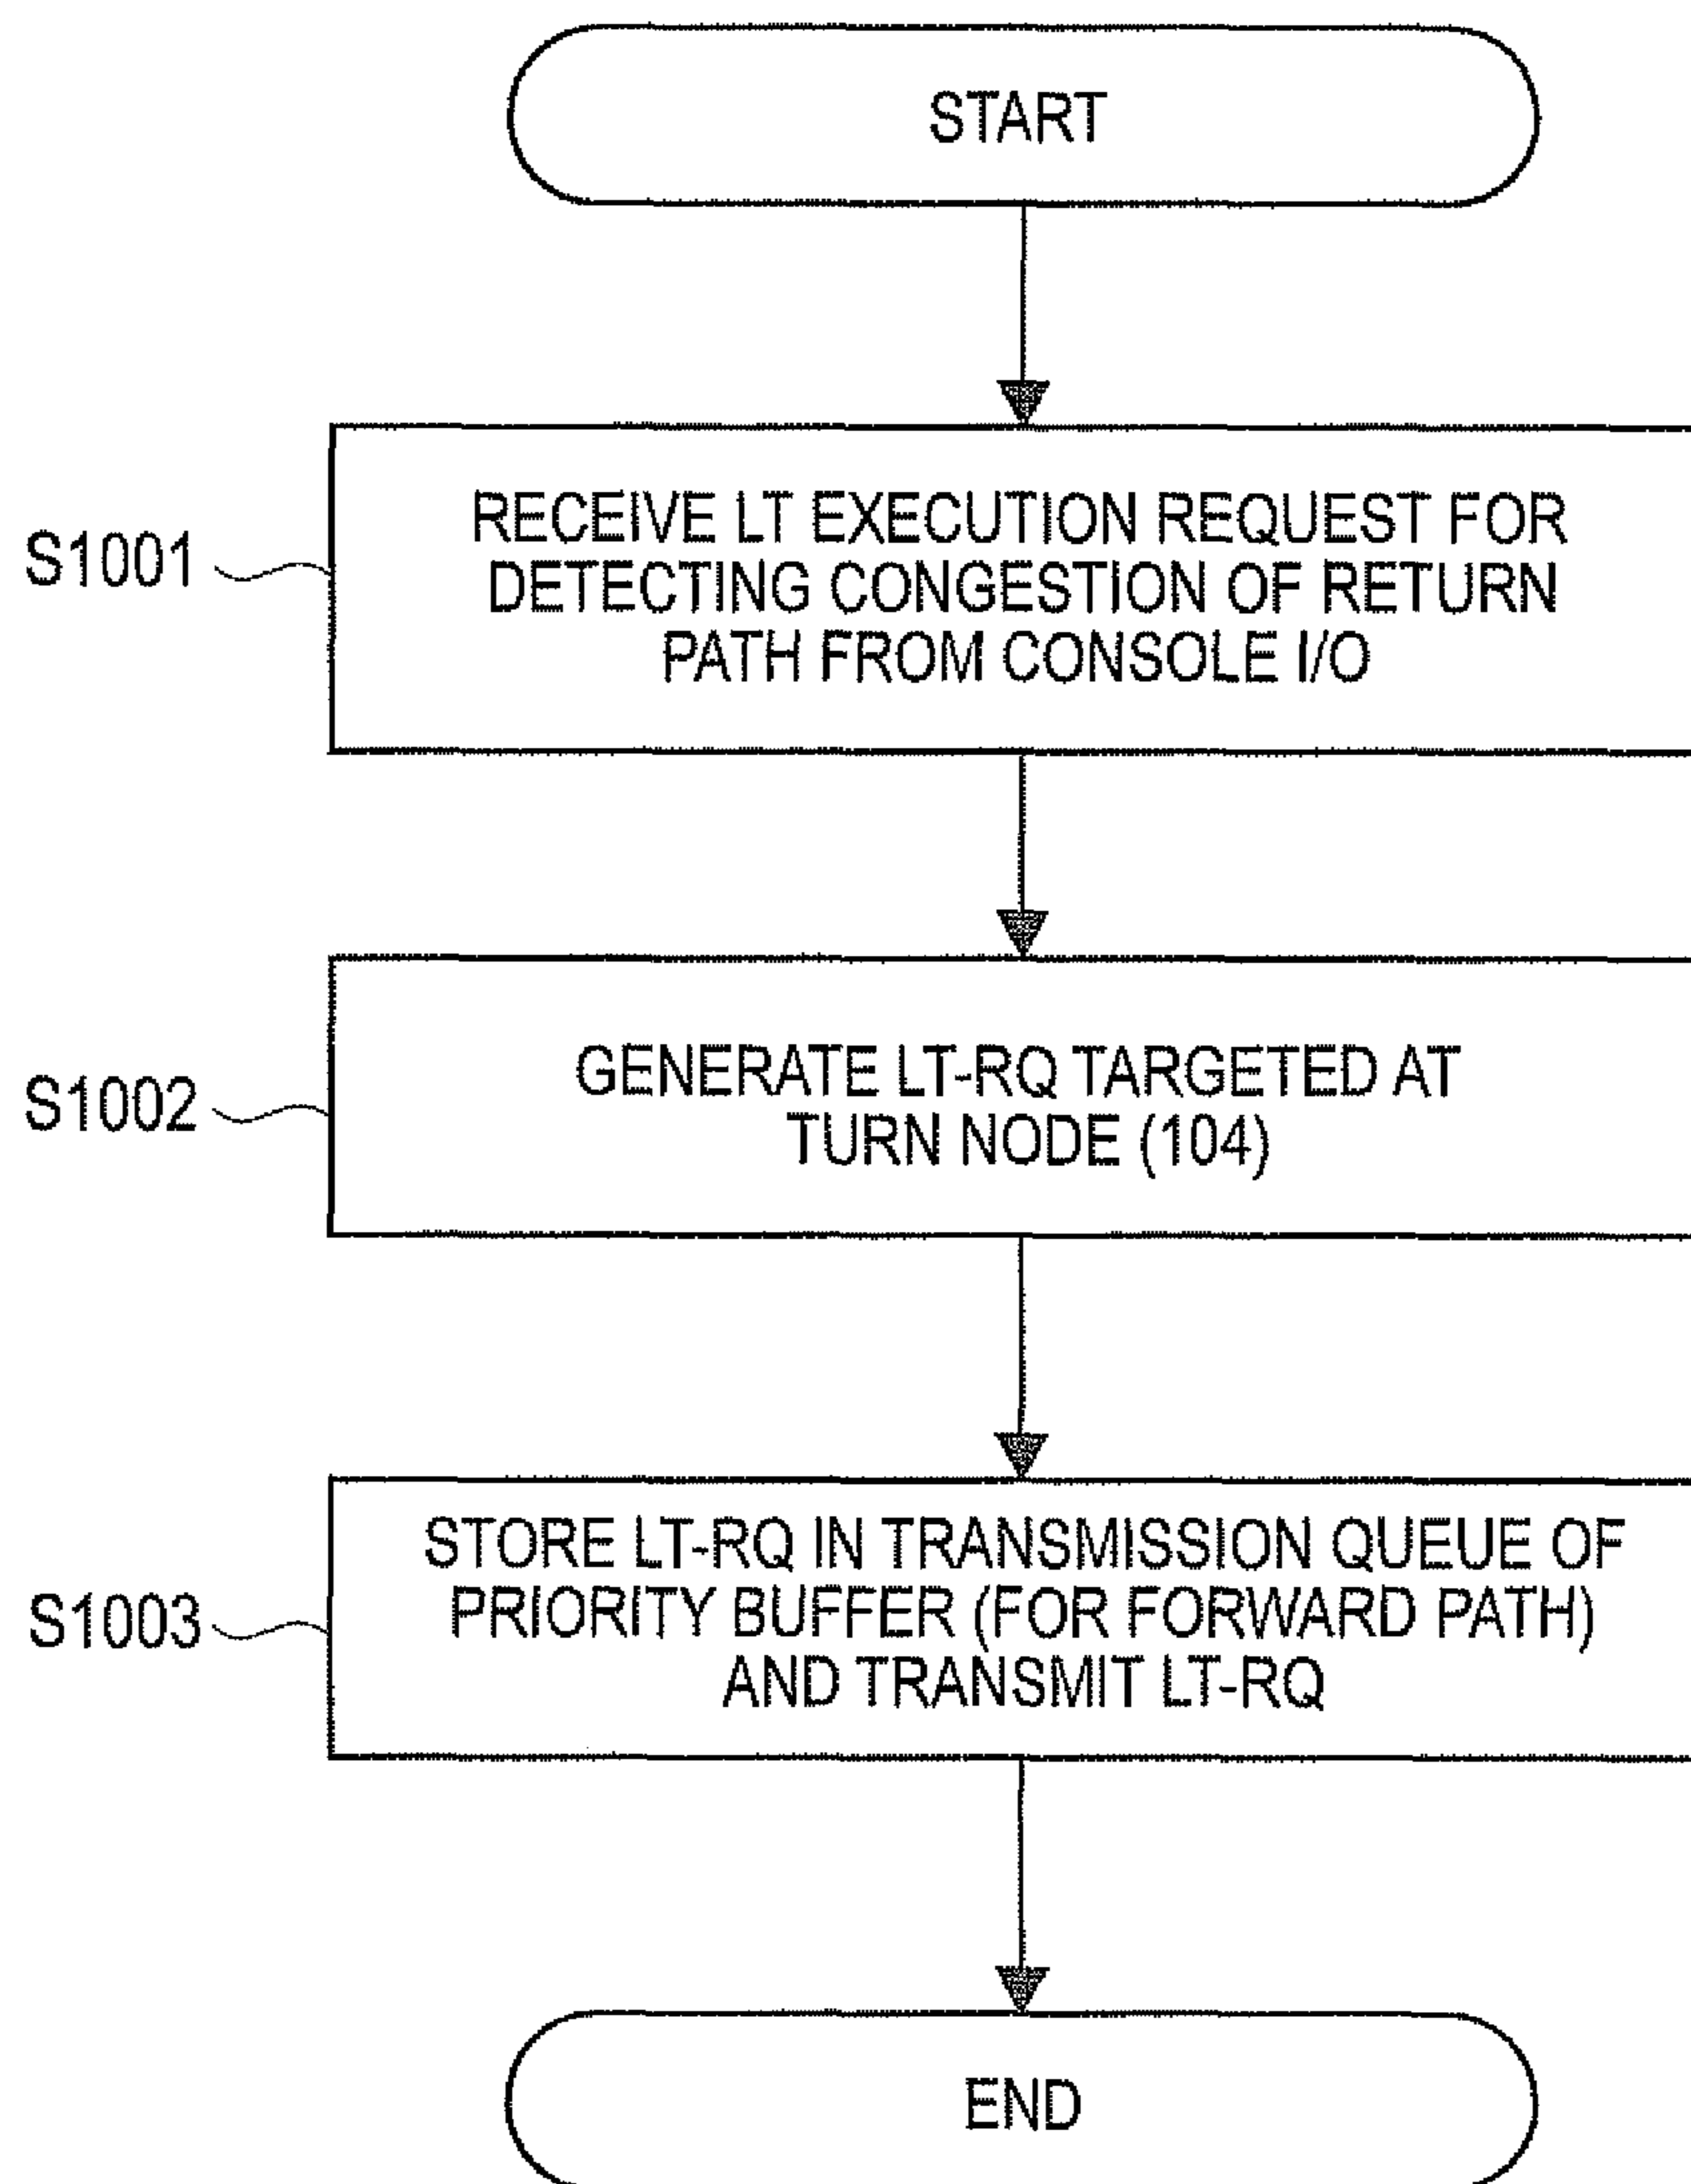 START
S1001
RECEIVE LT EXECUTION REQUEST FOR
DETECTING CONGESTION OF RETURN
PATH FROM CONSOLE I/O
S1002
GENERATE LT-RQ TARGETED AT
TURN NODE (104)
S1003
STORE LT-RQ IN TRANSMISSION QUEUE OF
PRIORITY BUFFER (FOR FORWARD PATH)
AND TRANSMIT LT-RQ
END